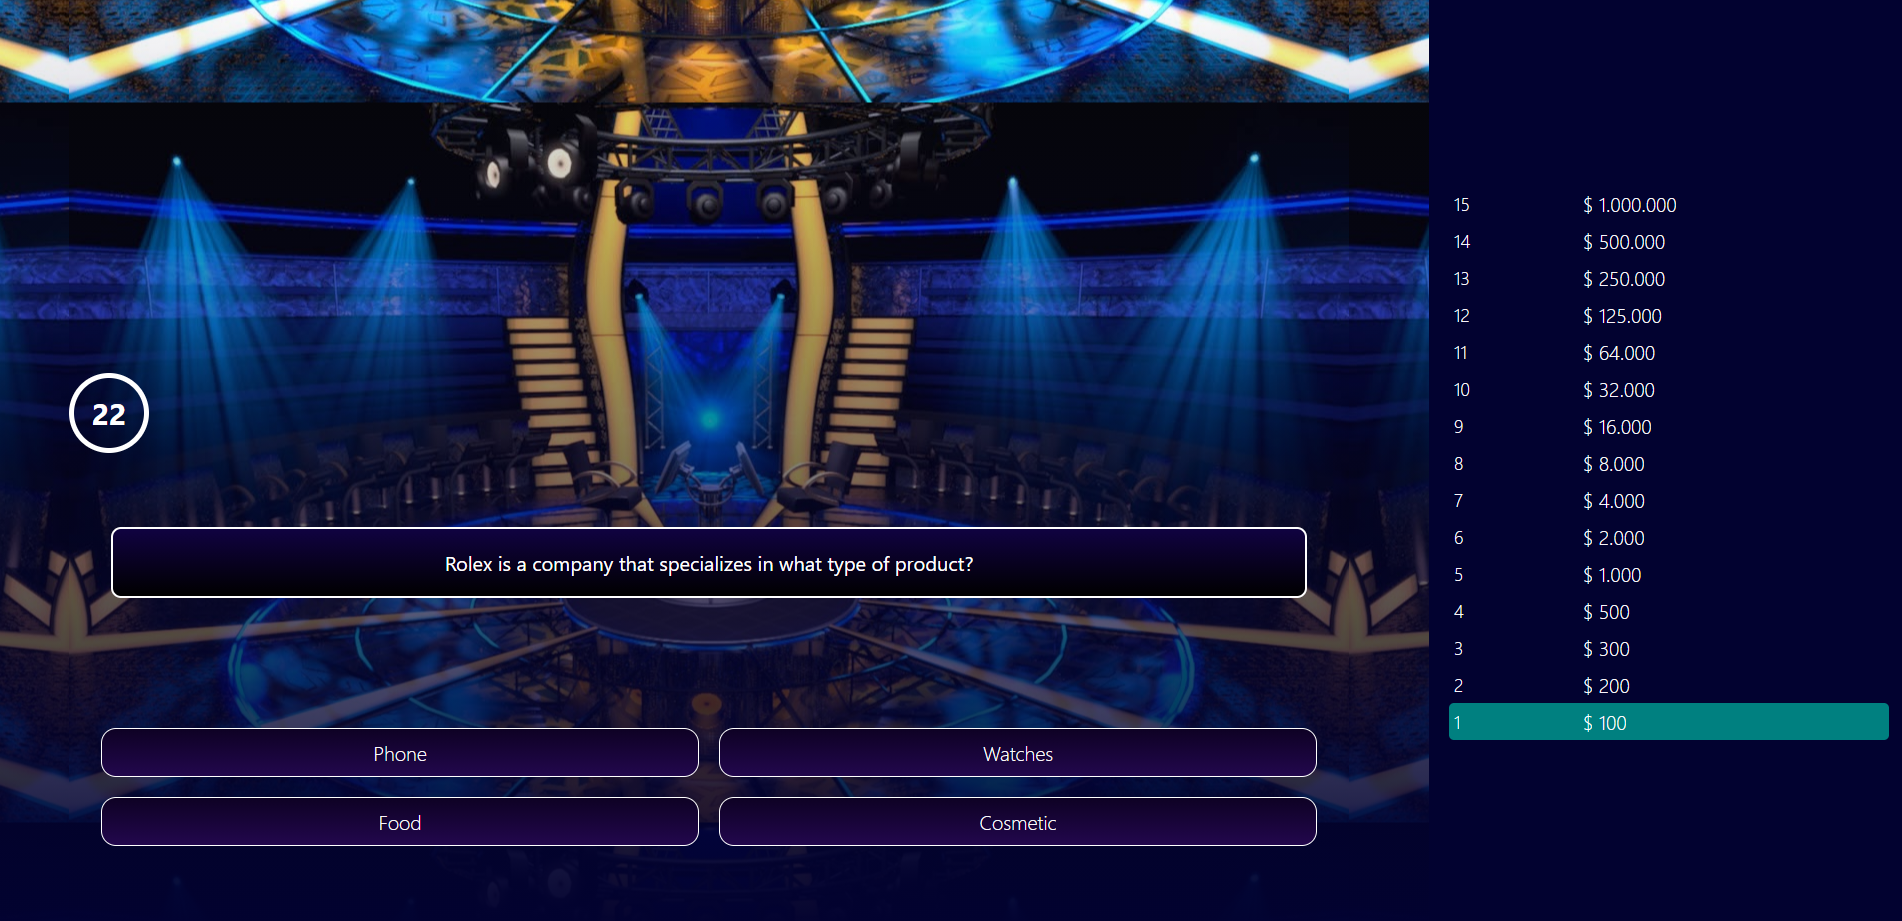 22
Rolex is a company that specializes in what type of product?
Phone
Watches
Food
Cosmetic
15 $ 1.000.000
14 $ 500.000
13 $ 250.000
12 $ 125.000
11 $ 64.000
10 $ 32.000
9 $ 16.000
8 $ 8.000
7 $ 4.000
6 $ 2.000
5 $ 1.000
4 $ 500
3 $ 300
2 $ 200
1 $ 100